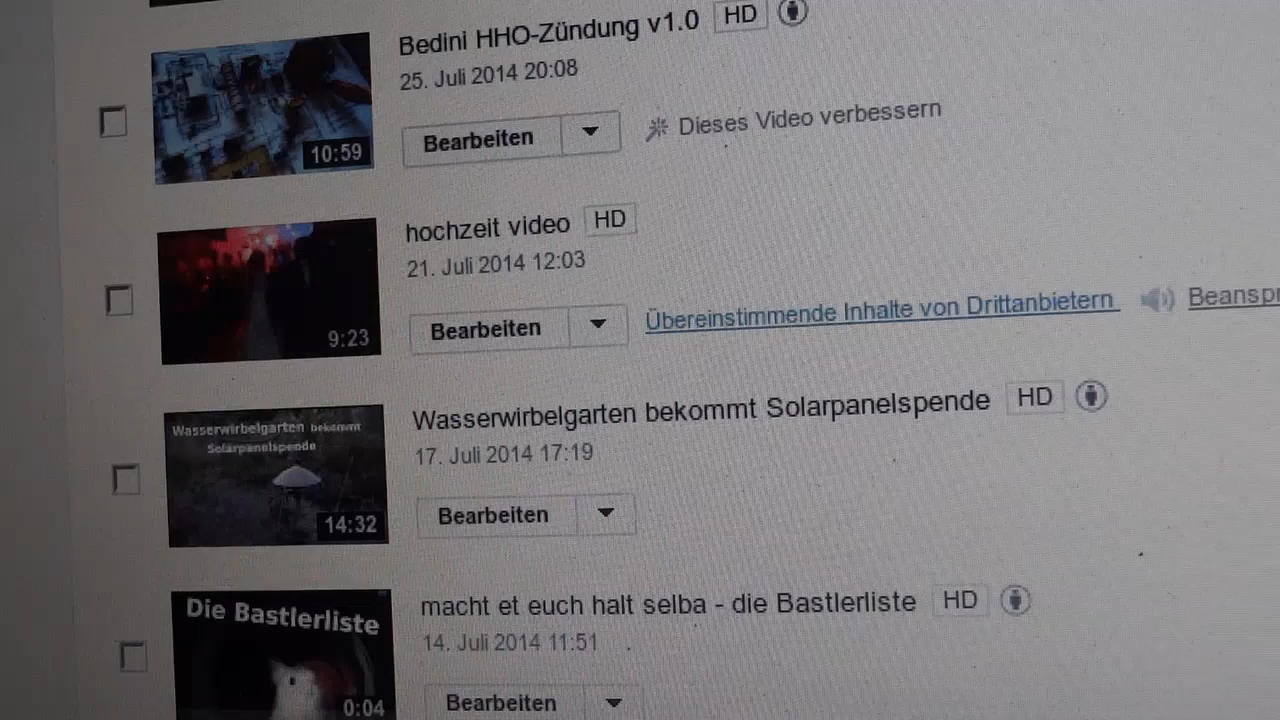 Bedini HHO-Zündung v1.0 HD
25. Juli 2014 20:08
10:59
Bearbeiten
Dieses Video verbessern
hochzeit video HD
21. Juli 2014 12:03
9:23
Bearbeiten
Übereinstimmende Inhalte von Drittanbietern
Wasserwirbelgarten bekommt Solarpanelspende HD
17. Juli 2014 17:19
Wasserwirbelgarten bekommt
Solarpanelspende
14:32
Bearbeiten
macht et euch halt selba - die Bastlerliste HD
14. Juli 2014 11:51
Die Bastlerliste
0:04
Bearbeiten